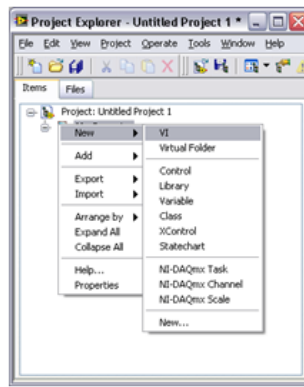 Project Explorer - Untitled Project 1 *
File Edit View Project Operate Tools Window Help
Items Files
Project: Untitled Project 1
New
Add
Export
Import
Arrange by
Expand All
Collapse All
Help...
Properties
VI
Virtual Folder
Control
Library
Variable
Class
XControl
Statechart
NI-DAQmx Task
NI-DAQmx Channel
NI-DAQmx Scale
New...